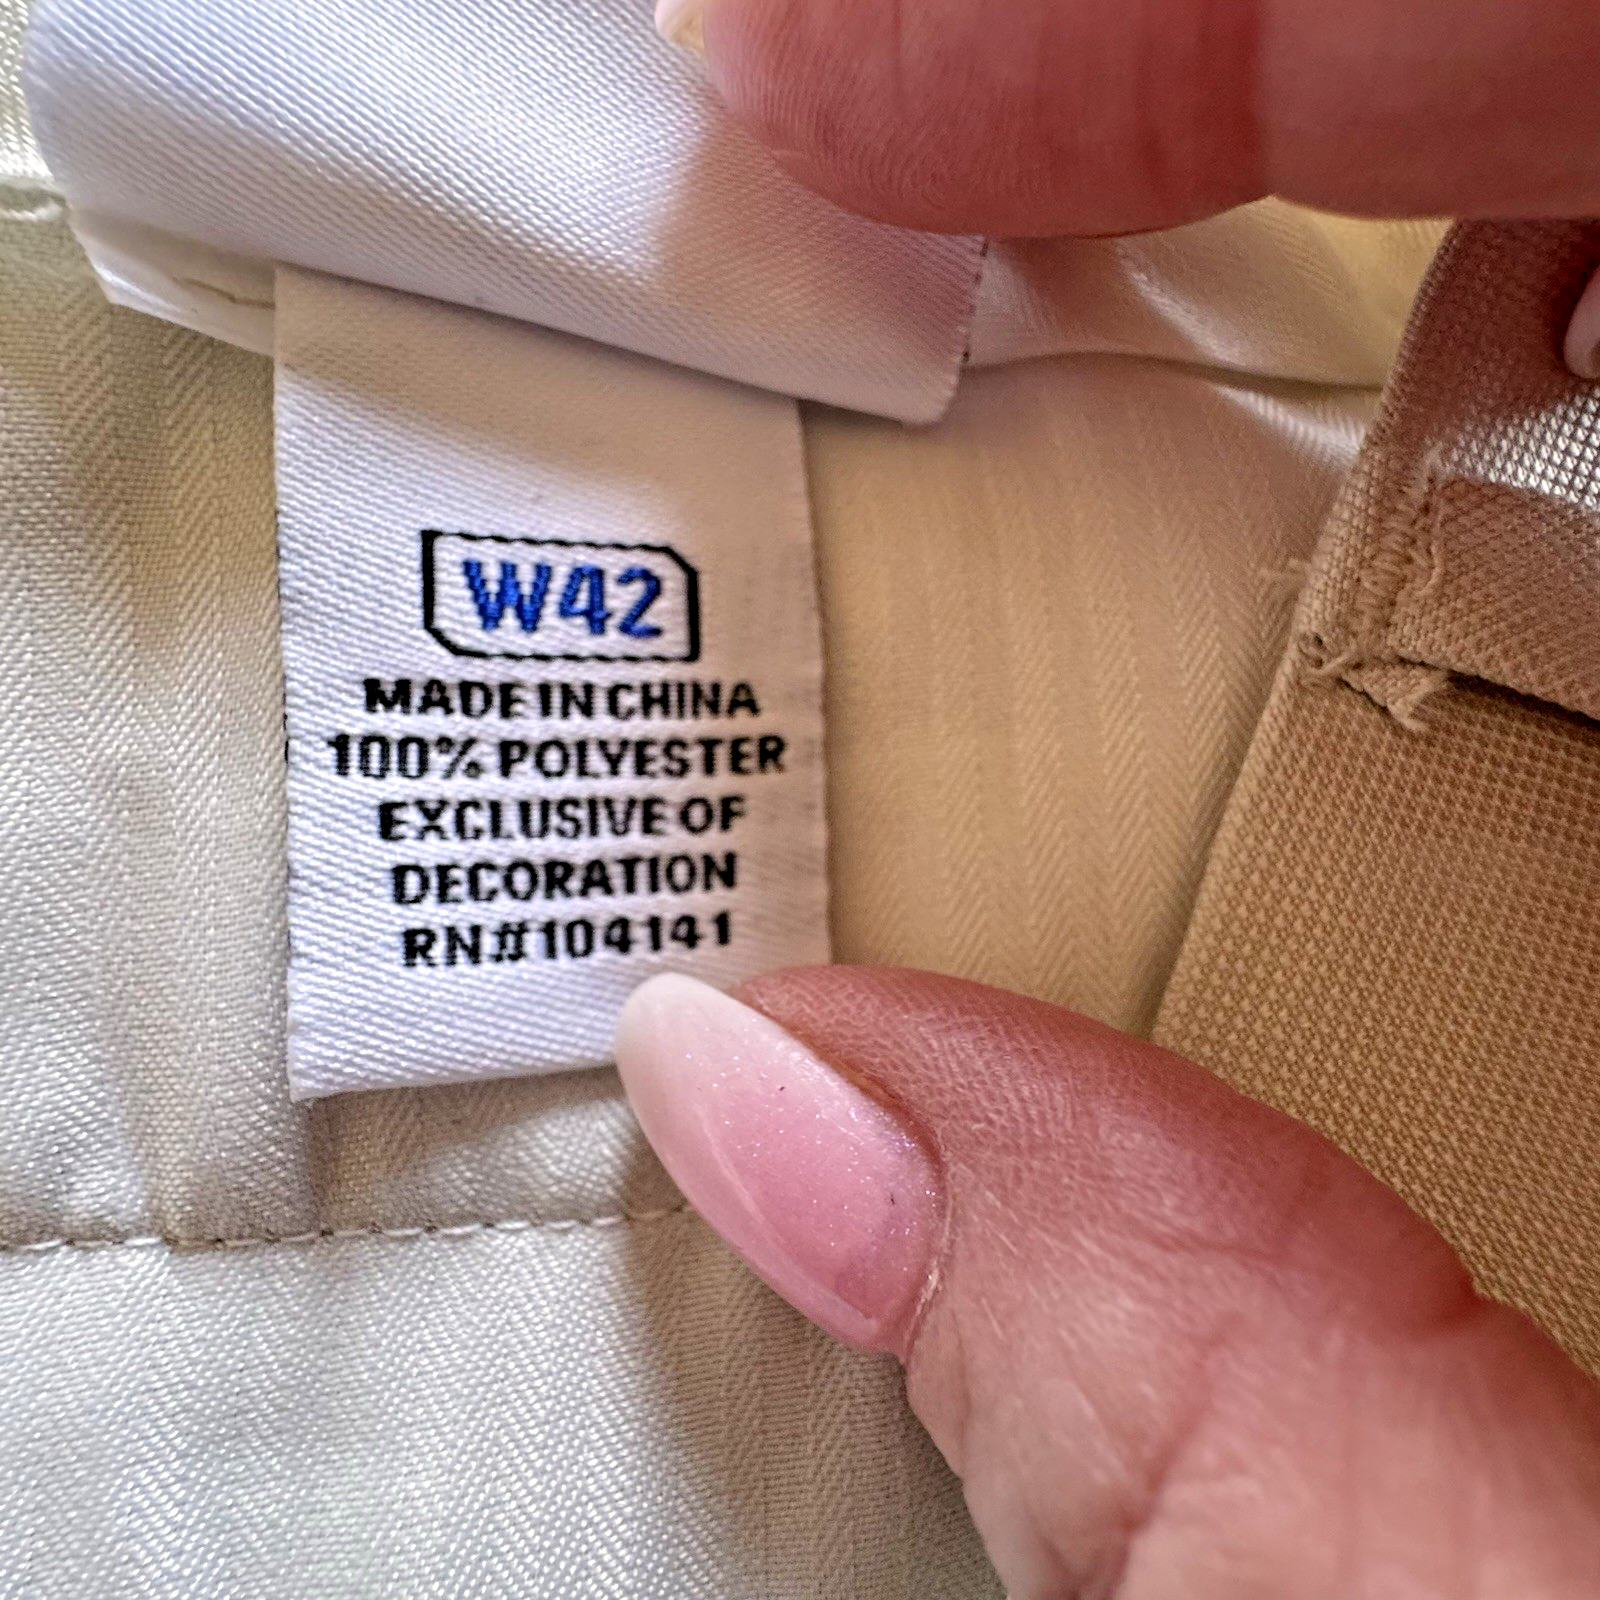 W42
MADE IN CHINA
100% POLYESTER
EXCLUSIVE OF
DECORATION
RN#104141